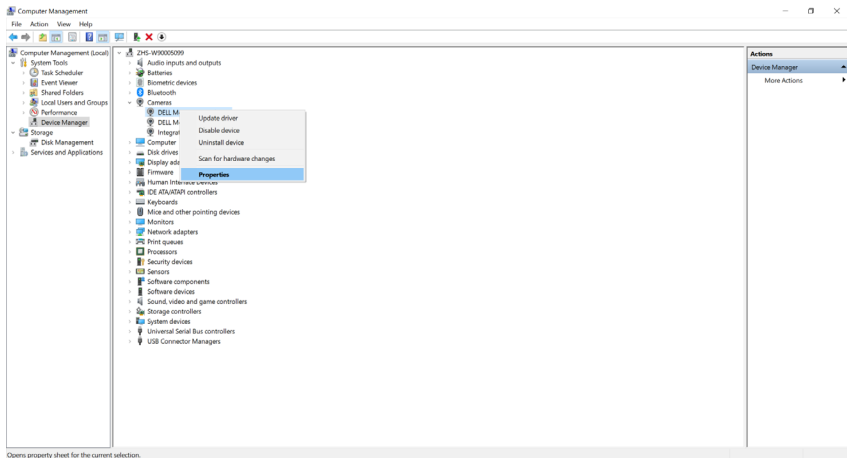 Computer Management
File Action View Help
Computer Management (Local)
System Tools
Task Scheduler
Event Viewer
Shared Folders
Local Users and Groups
Performance
Device Manager
Storage
Disk Management
Services and Applications
ZHS-W90005099
Audio inputs and outputs
Batteries
Biometric devices
Bluetooth
Cameras
DELL M
DELL M
Integrat
Computer
Disk drives
Display ada
Firmware
Human Interface Devices
IDE ATA/ATAPI controllers
Keyboards
Mice and other pointing devices
Monitors
Network adapters
Print queues
Processors
Security devices
Sensors
Software components
Software devices
Sound, video and game controllers
Storage controllers
System devices
Universal Serial Bus controllers
USB Connector Managers
Update driver
Disable device
Uninstall device
Scan for hardware changes
Properties
Actions
Device Manager
More Actions
Opens property sheet for the current selection.